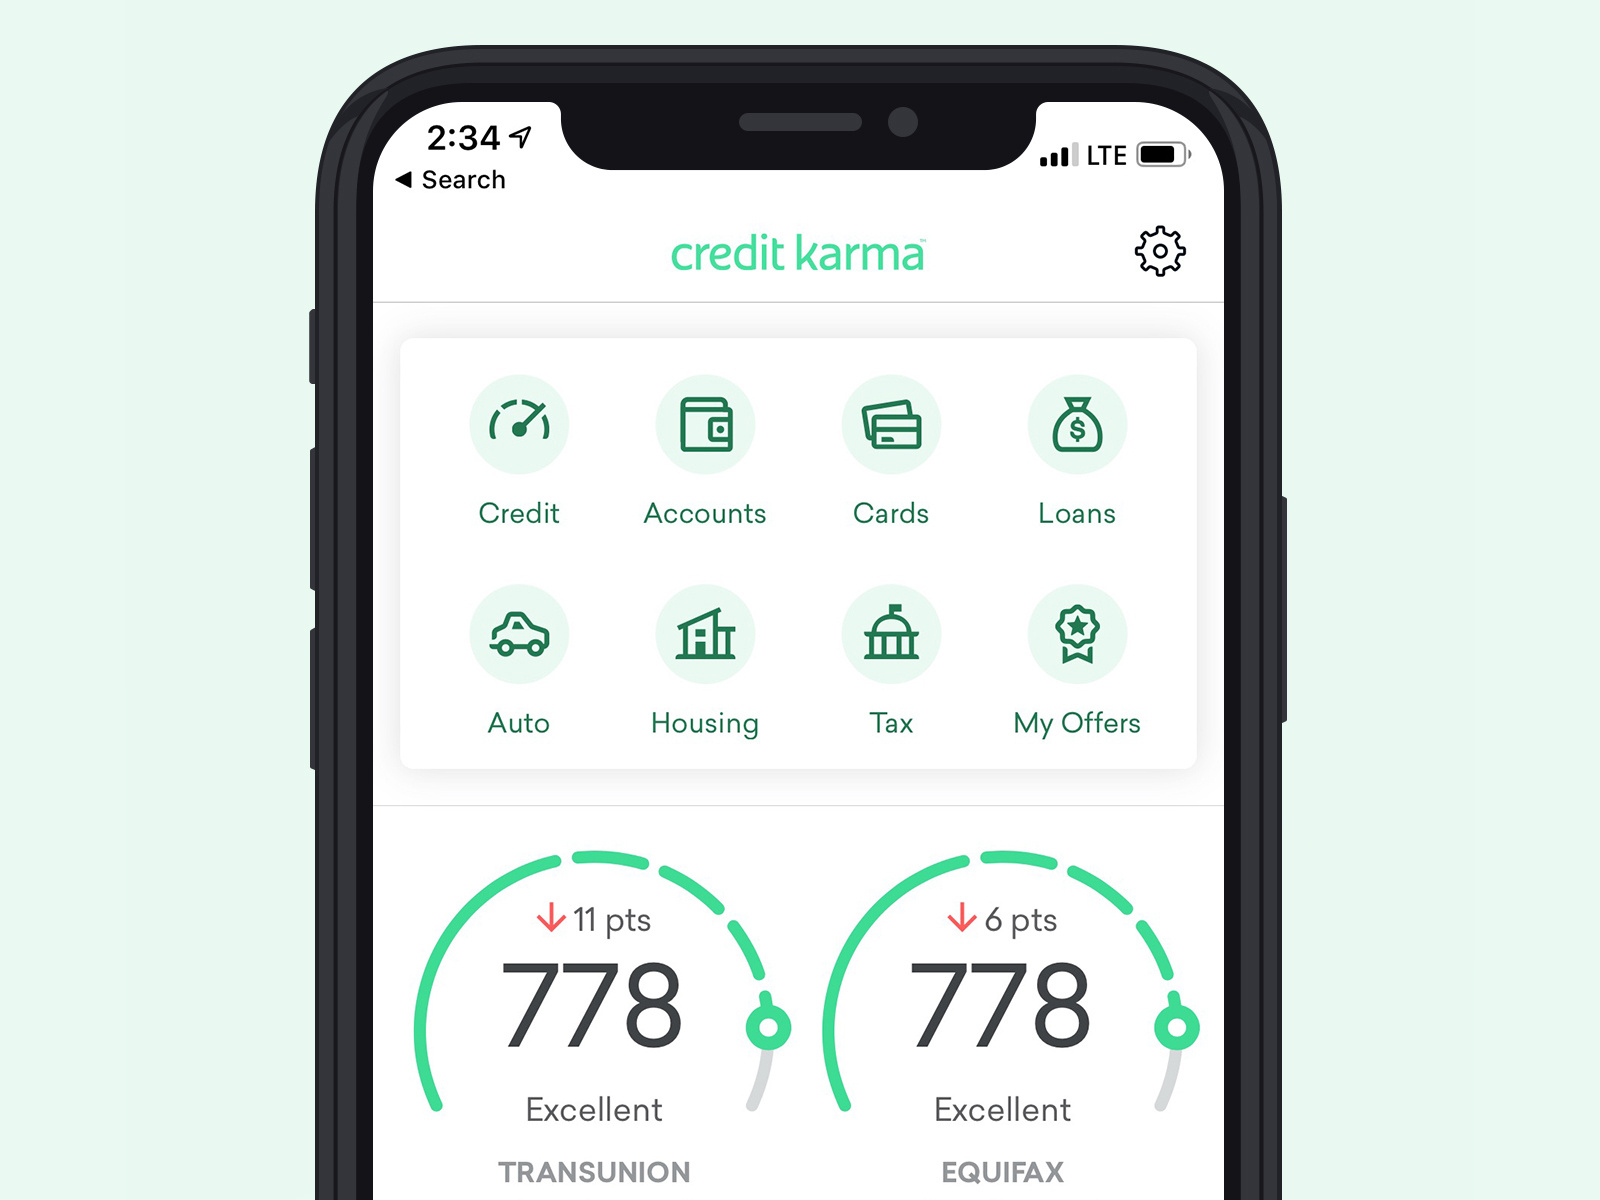 2:34
LTE
Search
credit karma™
Credit
Accounts
Cards
Loans
$
Auto
Housing
Tax
My Offers
11 pts
6 pts
778
778
Excellent
Excellent
TRANSUNION
EQUIFAX